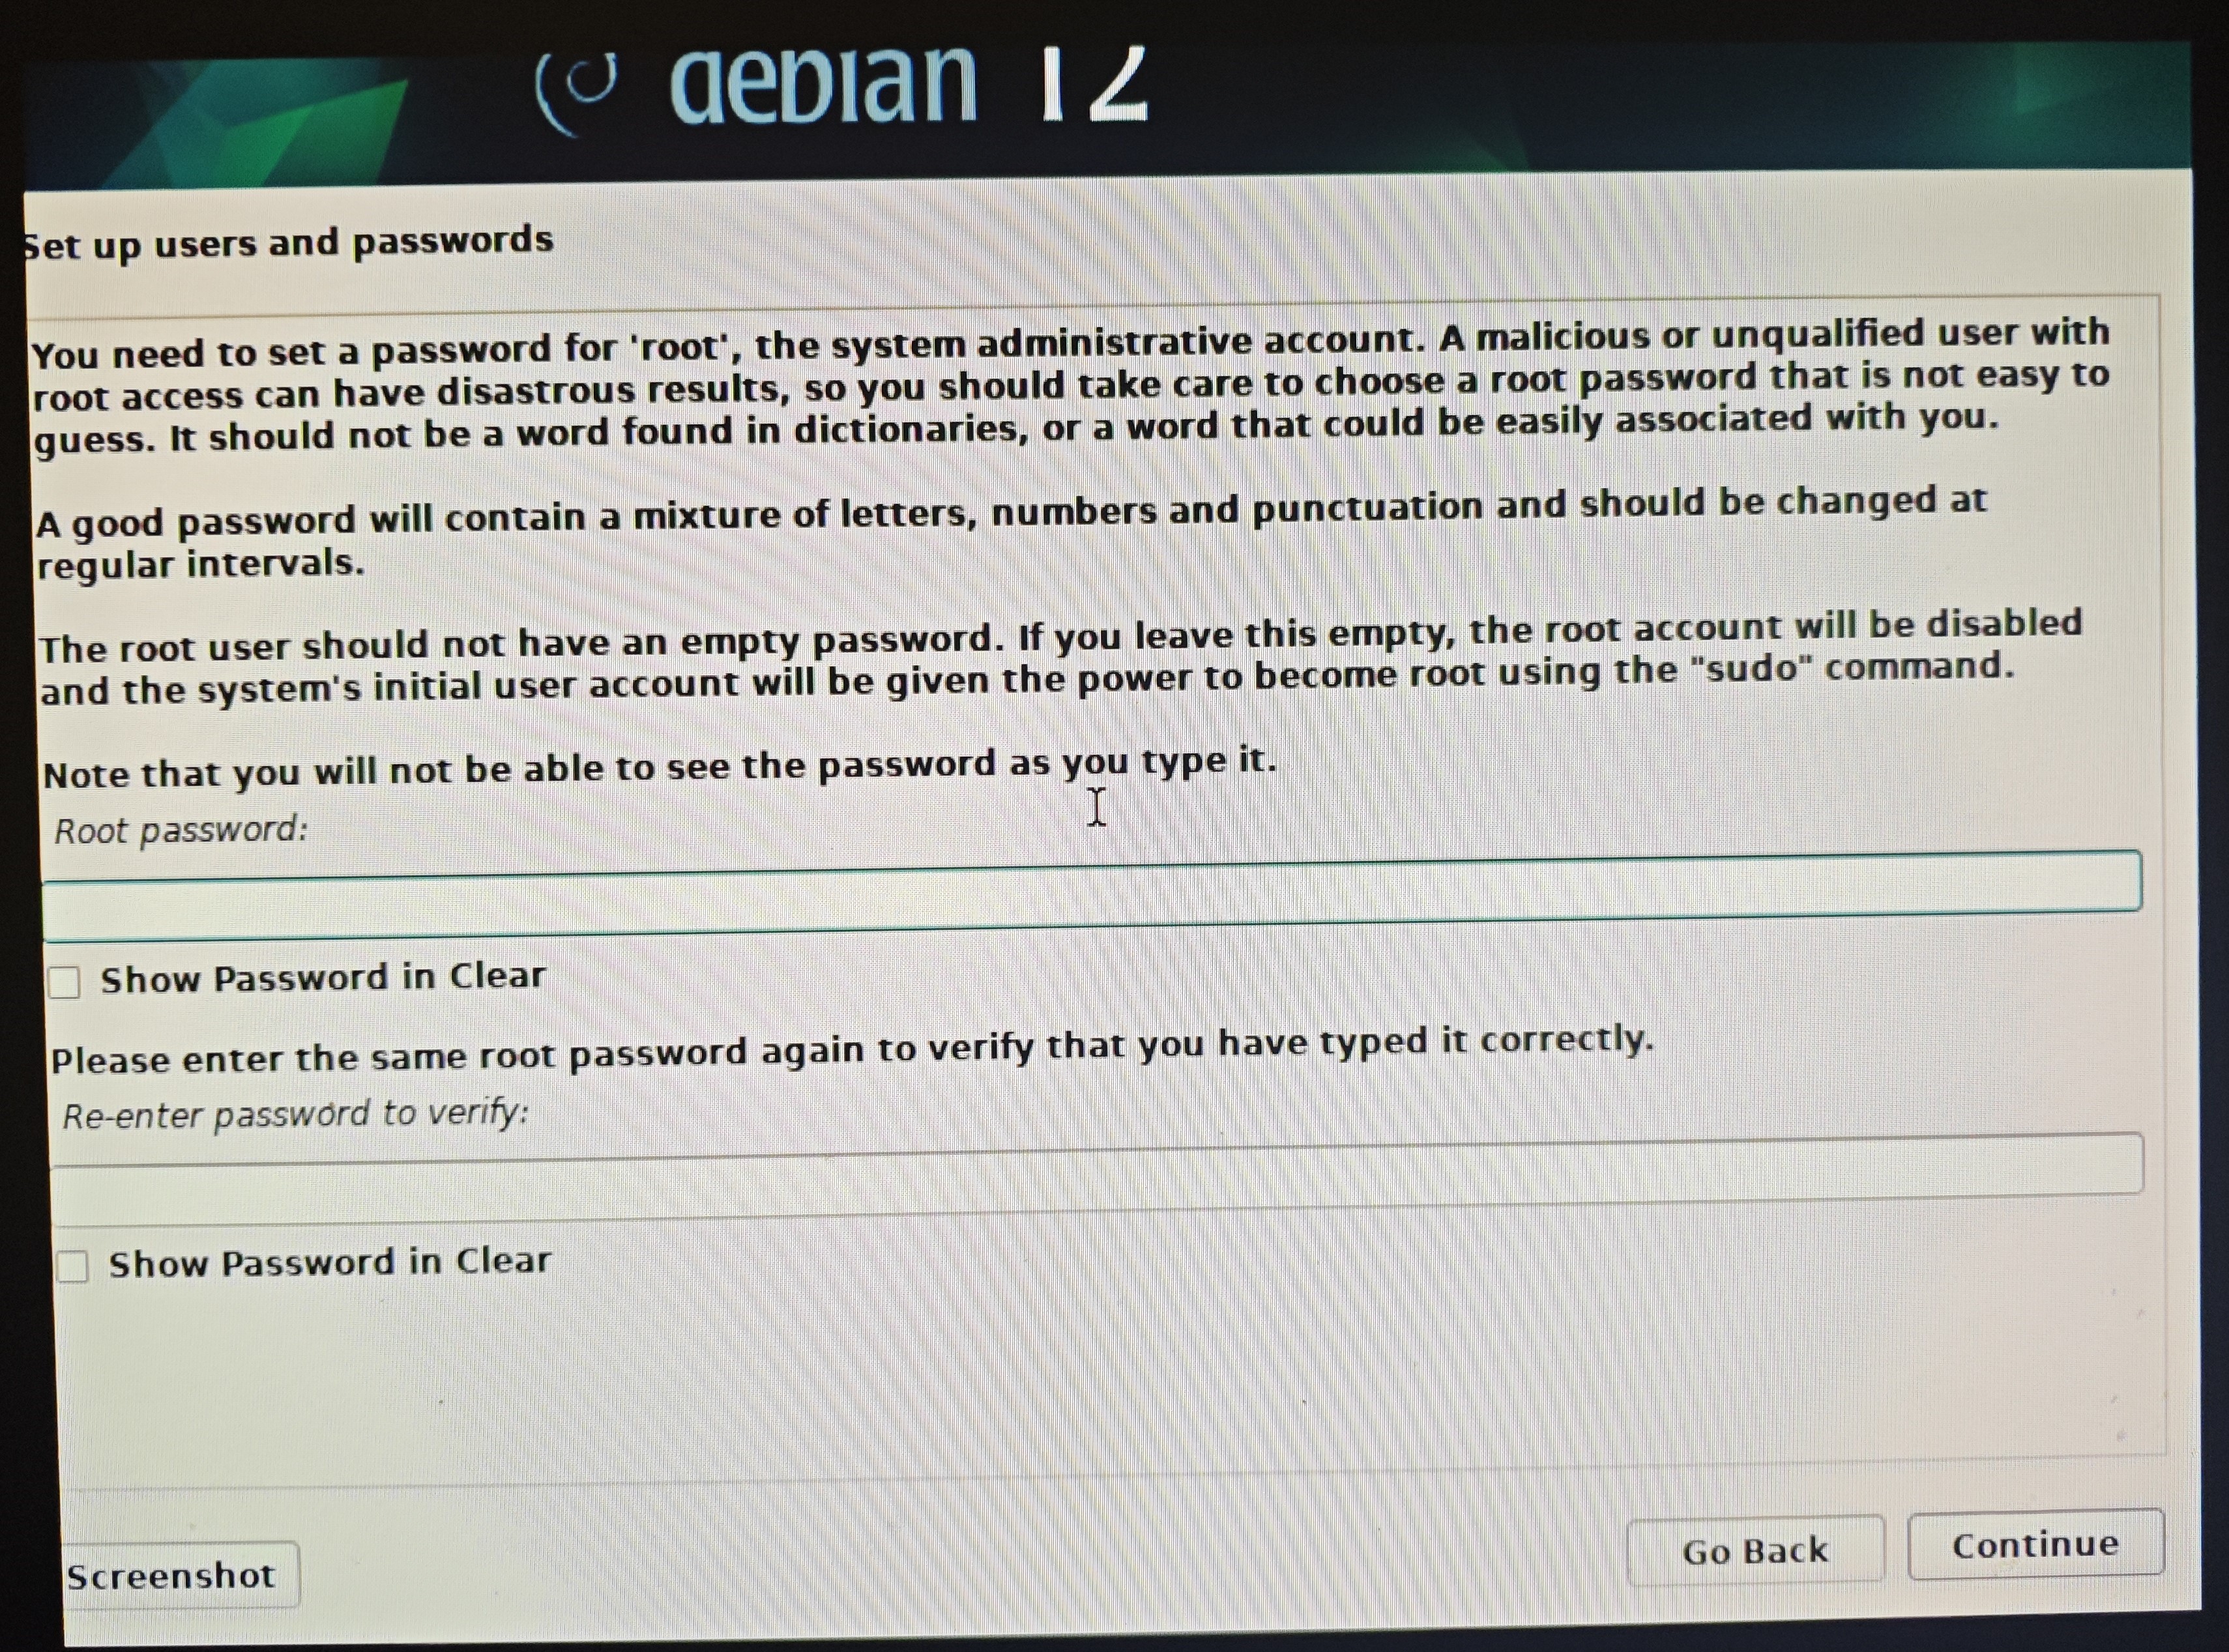 debian 12
Set up users and passwords
You need to set a password for 'root', the system administrative account. A malicious or unqualified user with
root access can have disastrous results, so you should take care to choose a root password that is not easy to
guess. It should not be a word found in dictionaries, or a word that could be easily associated with you.
A good password will contain a mixture of letters, numbers and punctuation and should be changed at
regular intervals.
The root user should not have an empty password. If you leave this empty, the root account will be disabled
and the system's initial user account will be given the power to become root using the "sudo" command.
Note that you will not be able to see the password as you type it.
Root password:
Show Password in Clear
Please enter the same root password again to verify that you have typed it correctly.
Re-enter password to verify:
Show Password in Clear
Screenshot
Go Back
Continue